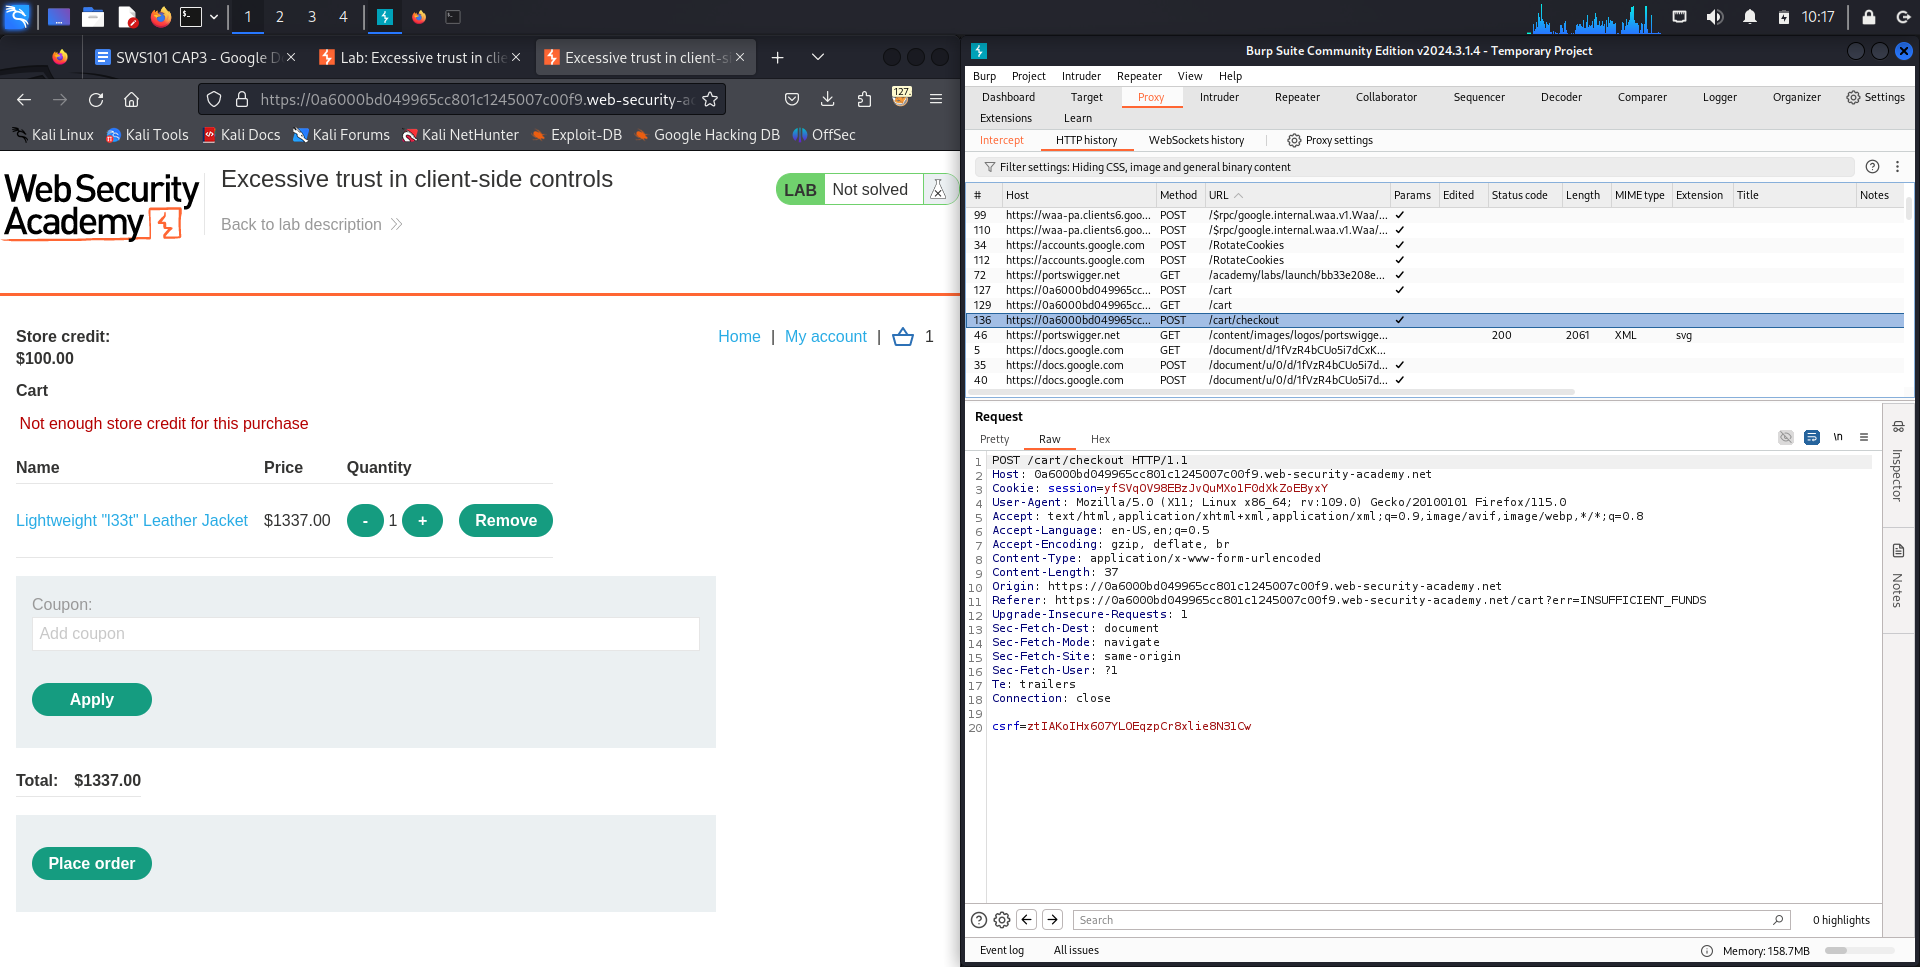 1 2 3 4 10:17
SWS101 CAP3 - Google D
Lab: Excessive trust in clie
Excessive trust in client-si
https://0a6000bd049965cc801c1245007c00f9.web-security-ac
127
Kali Linux Kali Tools Kali Docs Kali Forums Kali NetHunter Exploit-DB Google Hacking DB OffSec
WebSecurity
Academy
Excessive trust in client-side controls
Back to lab description
LAB Not solved
Store credit:
$100.00
Home | My account | 1
Cart
Not enough store credit for this purchase
Name Price Quantity
Lightweight "l33t" Leather Jacket $1337.00 - 1 + Remove
Coupon:
Add coupon
Apply
Total: $1337.00
Place order
Burp Suite Community Edition v2024.3.1.4 - Temporary Project
Burp Project Intruder Repeater View Help
Dashboard Target Proxy Intruder Repeater Collaborator Sequencer Decoder Comparer Logger Organizer Settings
Extensions Learn
Intercept HTTP history WebSockets history Proxy settings
Filter settings: Hiding CSS, image and general binary content
# Host Method URL Params Edited Status code Length MIME type Extension Title Notes
99 https://waa-pa.clients6.goo... POST /$rpc/google.internal.waa.v1.Waa/... ✓
110 https://waa-pa.clients6.goo... POST /$rpc/google.internal.waa.v1.Waa/... ✓
34 https://accounts.google.com POST /RotateCookies ✓
112 https://accounts.google.com POST /RotateCookies ✓
72 https://portswigger.net GET /academy/labs/launch/bb33e208e... ✓
127 https://0a6000bd049965cc... POST /cart ✓
129 https://0a6000bd049965cc... GET /cart
136 https://0a6000bd049965cc... POST /cart/checkout ✓
46 https://portswigger.net GET /content/images/logos/portswigge... 200 2061 XML svg
5 https://docs.google.com GET /document/d/1fVzR4bCUo5i7dCxK...
35 https://docs.google.com POST /document/u/0/d/1fVzR4bCUo5i7d... ✓
40 https://docs.google.com POST /document/u/0/d/1fVzR4bCUo5i7d... ✓
Request
Pretty Raw Hex \n
1 POST /cart/checkout HTTP/1.1
2 Host: 0a6000bd049965cc801c1245007c00f9.web-security-academy.net
3 Cookie: session=yfSVqOV98EBzJvQuMXolFOdXkZoEByxY
4 User-Agent: Mozilla/5.0 (X11; Linux x86_64; rv:109.0) Gecko/20100101 Firefox/115.0
5 Accept: text/html,application/xhtml+xml,application/xml;q=0.9,image/avif,image/webp,*/*;q=0.8
6 Accept-Language: en-US,en;q=0.5
7 Accept-Encoding: gzip, deflate, br
8 Content-Type: application/x-www-form-urlencoded
9 Content-Length: 37
10 Origin: https://0a6000bd049965cc801c1245007c00f9.web-security-academy.net
11 Referer: https://0a6000bd049965cc801c1245007c00f9.web-security-academy.net/cart?err=INSUFFICIENT_FUNDS
12 Upgrade-Insecure-Requests: 1
13 Sec-Fetch-Dest: document
14 Sec-Fetch-Mode: navigate
15 Sec-Fetch-Site: same-origin
16 Sec-Fetch-User: ?1
17 Te: trailers
18 Connection: close
19
20 csrf=ztIAKoIHx607YLOEqzpCr8xlie8N31Cw
Inspector
Notes
Search
0 highlights
Event log All issues
Memory: 158.7MB